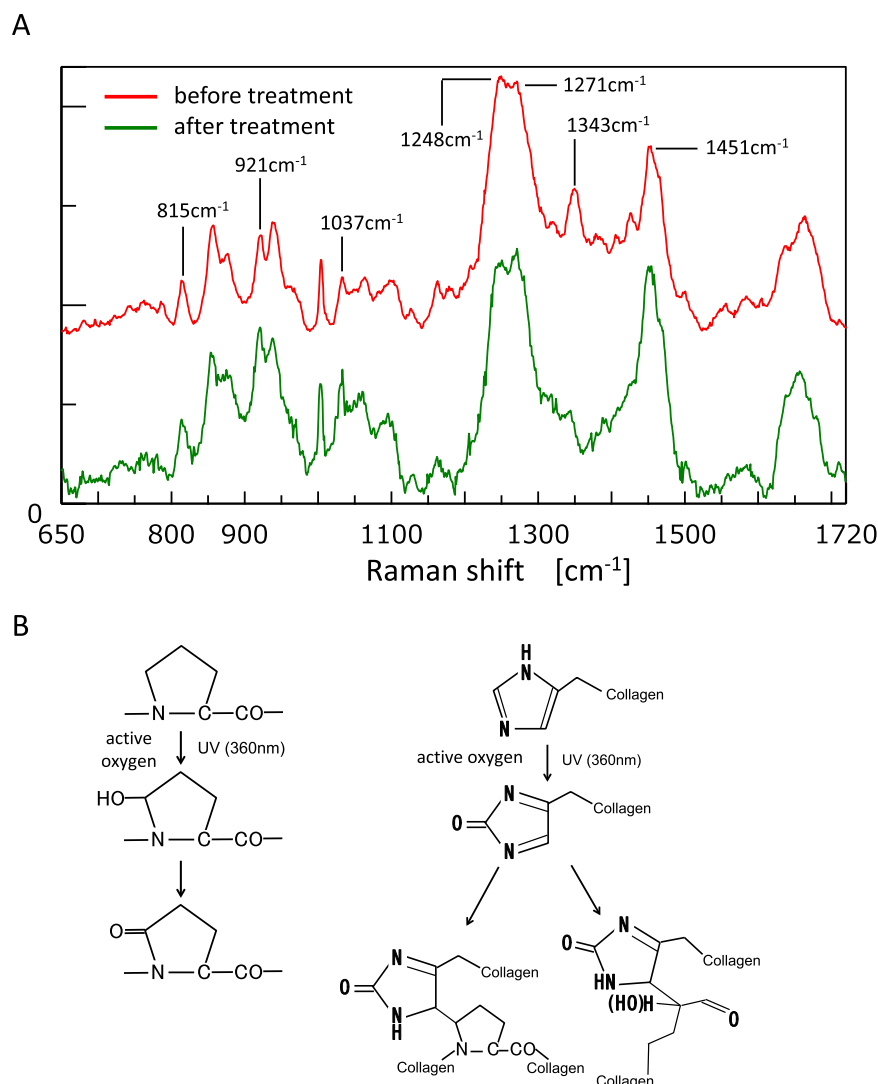 A
before treatment
after treatment
1271cm⁻¹
1248cm⁻¹
1343cm⁻¹
1451cm⁻¹
921cm⁻¹
815cm⁻¹
1037cm⁻¹
0
650 800 900 1100 1300 1500 1720
Raman shift [cm⁻¹]
B
N C CO
active
oxygen
UV (360nm)
HO
N C CO
O
N C CO
H
N
N
Collagen
active oxygen
UV (360nm)
N
O
N
Collagen
N
O
N
H
Collagen
N C CO
Collagen Collagen
N
O
HN
Collagen
(HO)H
O
Collagen